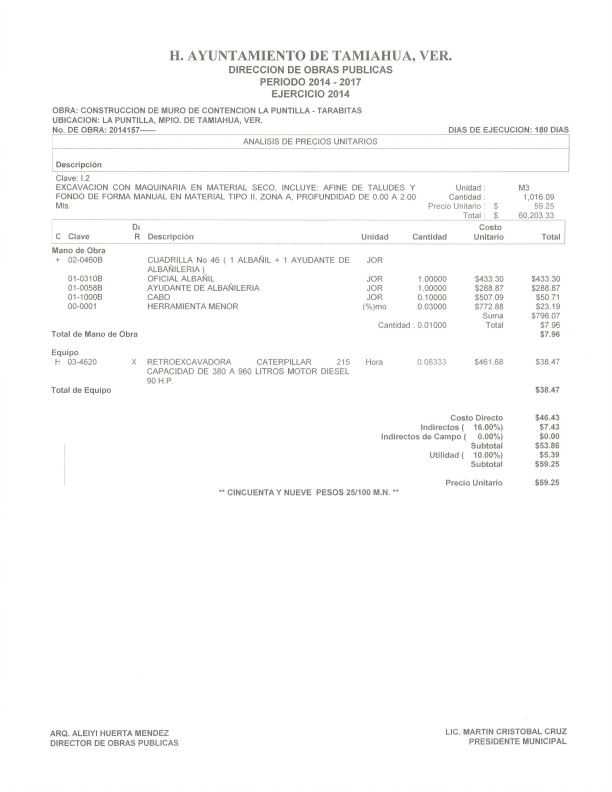 H. AYUNTAMIENTO DE TAMIAHUA, VER.
DIRECCION DE OBRAS PUBLICAS
PERIODO 2014 - 2017
EJERCICIO 2014
OBRA: CONSTRUCCION DE MURO DE CONTENCION LA PUNTILLA - TARABITAS
UBICACION: LA PUNTILLA, MPIO. DE TAMIAHUA, VER.
No. DE OBRA: 2014157------ DIAS DE EJECUCION: 180 DIAS
ANALISIS DE PRECIOS UNITARIOS
Descripción
Clave: I.2
EXCAVACION CON MAQUINARIA EN MATERIAL SECO, INCLUYE: AFINE DE TALUDES Y Unidad : M3
FONDO DE FORMA MANUAL EN MATERIAL TIPO II, ZONA A, PROFUNDIDAD DE 0.00 A 2.00 Cantidad : 1,016.09
Mts. Precio Unitario : $ 59.25
Total : $ 60,203.33
Di Costo
C Clave R Descripción Unidad Cantidad Unitario Total
Mano de Obra
+ 02-0460B CUADRILLA No 46 ( 1 ALBAÑIL + 1 AYUDANTE DE JOR
ALBAÑILERIA )
01-0310B OFICIAL ALBAÑIL JOR 1.00000 $433.30 $433.30
01-0058B AYUDANTE DE ALBAÑILERIA JOR 1.00000 $288.87 $288.87
01-1000B CABO JOR 0.10000 $507.09 $50.71
00-0001 HERRAMIENTA MENOR (%)mo 0.03000 $772.88 $23.19
Suma $796.07
Cantidad : 0.01000 Total $7.96
Total de Mano de Obra $7.96
Equipo
H 03-4620 X RETROEXCAVADORA CATERPILLAR 215 Hora 0.08333 $461.68 $38.47
CAPACIDAD DE 380 A 960 LITROS MOTOR DIESEL
90 H.P.
Total de Equipo $38.47
Costo Directo $46.43
Indirectos ( 16.00%) $7.43
Indirectos de Campo ( 0.00%) $0.00
Subtotal $53.86
Utilidad ( 10.00%) $5.39
Subtotal $59.25
Precio Unitario $59.25
** CINCUENTA Y NUEVE PESOS 25/100 M.N. **
ARQ. ALEIYI HUERTA MENDEZ LIC. MARTIN CRISTOBAL CRUZ
DIRECTOR DE OBRAS PUBLICAS PRESIDENTE MUNICIPAL